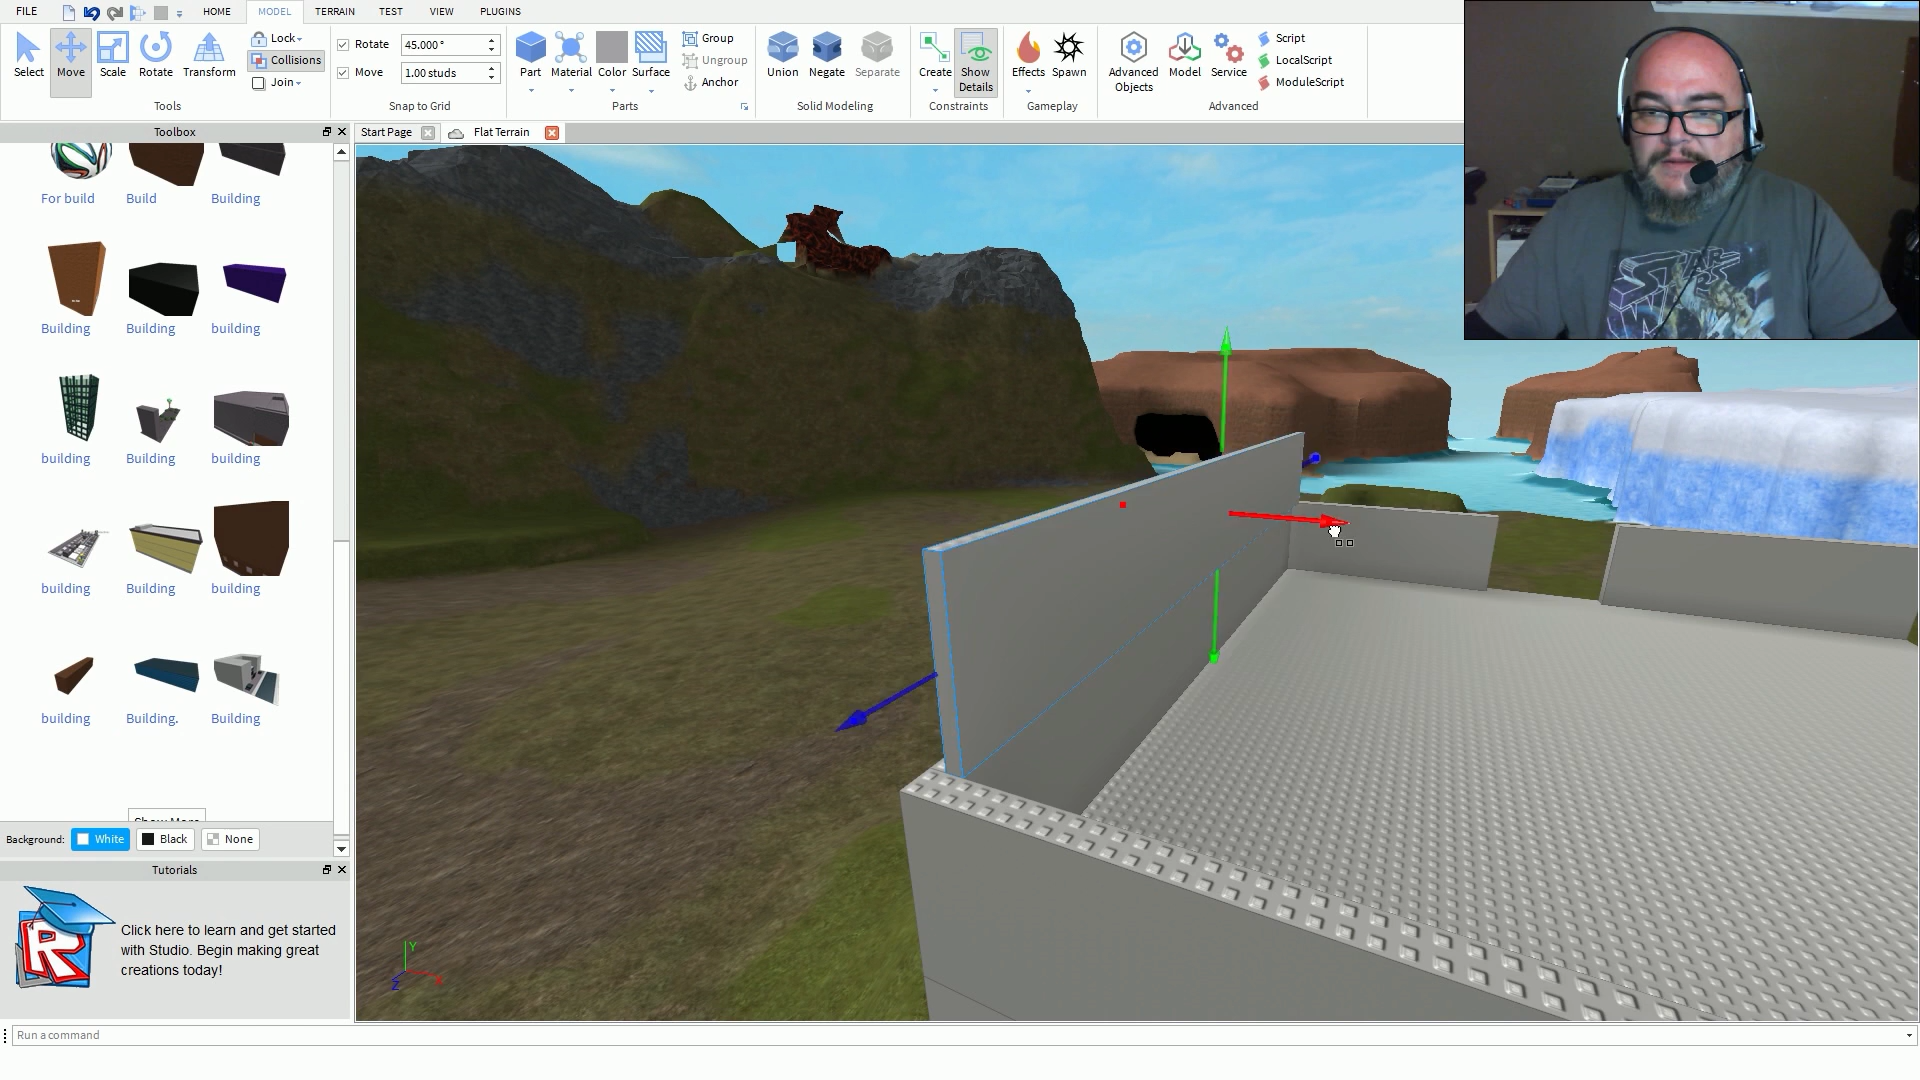 FILE
HOME
MODEL
TERRAIN
TEST
VIEW
PLUGINS
Select
Move
Scale
Rotate
Transform
Lock
Collisions
Join
Tools
Rotate
45.000 °
Move
1.00 studs
Snap to Grid
Part
Material
Color
Surface
Group
Ungroup
Anchor
Parts
Union
Negate
Separate
Solid Modeling
Create
Show Details
Constraints
Effects
Spawn
Gameplay
Advanced Objects
Model
Service
Script
LocalScript
ModuleScript
Advanced
Toolbox
Start Page
Flat Terrain
For build
Build
Building
Building
Building
building
building
Building
building
building
Building
building
building
Building.
Building
Show More
Background:
White
Black
None
Tutorials
Click here to learn and get started
with Studio. Begin making great
creations today!
Y
Z
STAR
Run a command